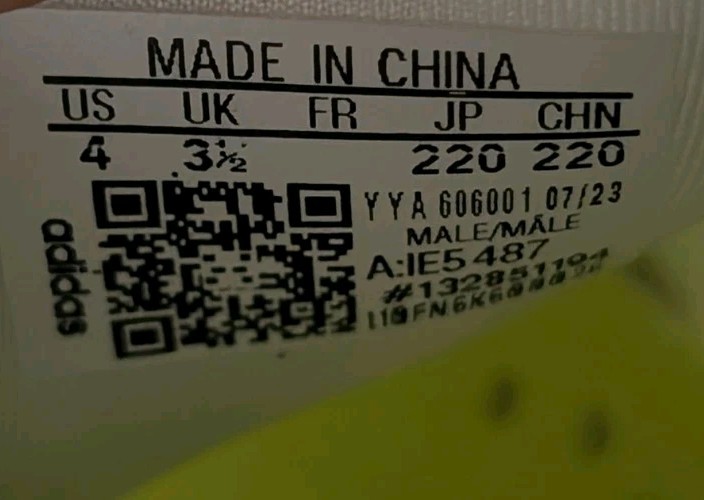 MADE IN CHINA
US UK FR JP CHN
4 3½ 220 220
YYA 606001 07/23
MALE/MÂLE
A:IE5487
adidas